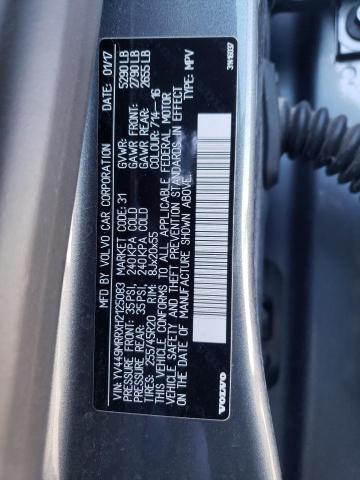 MFD BY VOLVO CAR CORPORATION DATE: 01/17
VIN: YV449MRRXH2125083 MARKET CODE: 31 GVWR: 5290 LB
PRESSURE FRONT: 35 PSI, 240 KPA COLD GAWR FRONT: 2790 LB
PRESSURE REAR: 35 PSI, 240 KPA COLD GAWR REAR: 2655 LB
TIRES: 255/45R20 RIM: 8JX20X55 COLOUR: 714-16
THIS VEHICLE CONFORMS TO ALL APPLICABLE FEDERAL MOTOR
VEHICLE SAFETY AND THEFT PREVENTION STANDARDS IN EFFECT
ON THE DATE OF MANUFACTURE SHOWN ABOVE. TYPE: MPV
VOLVO